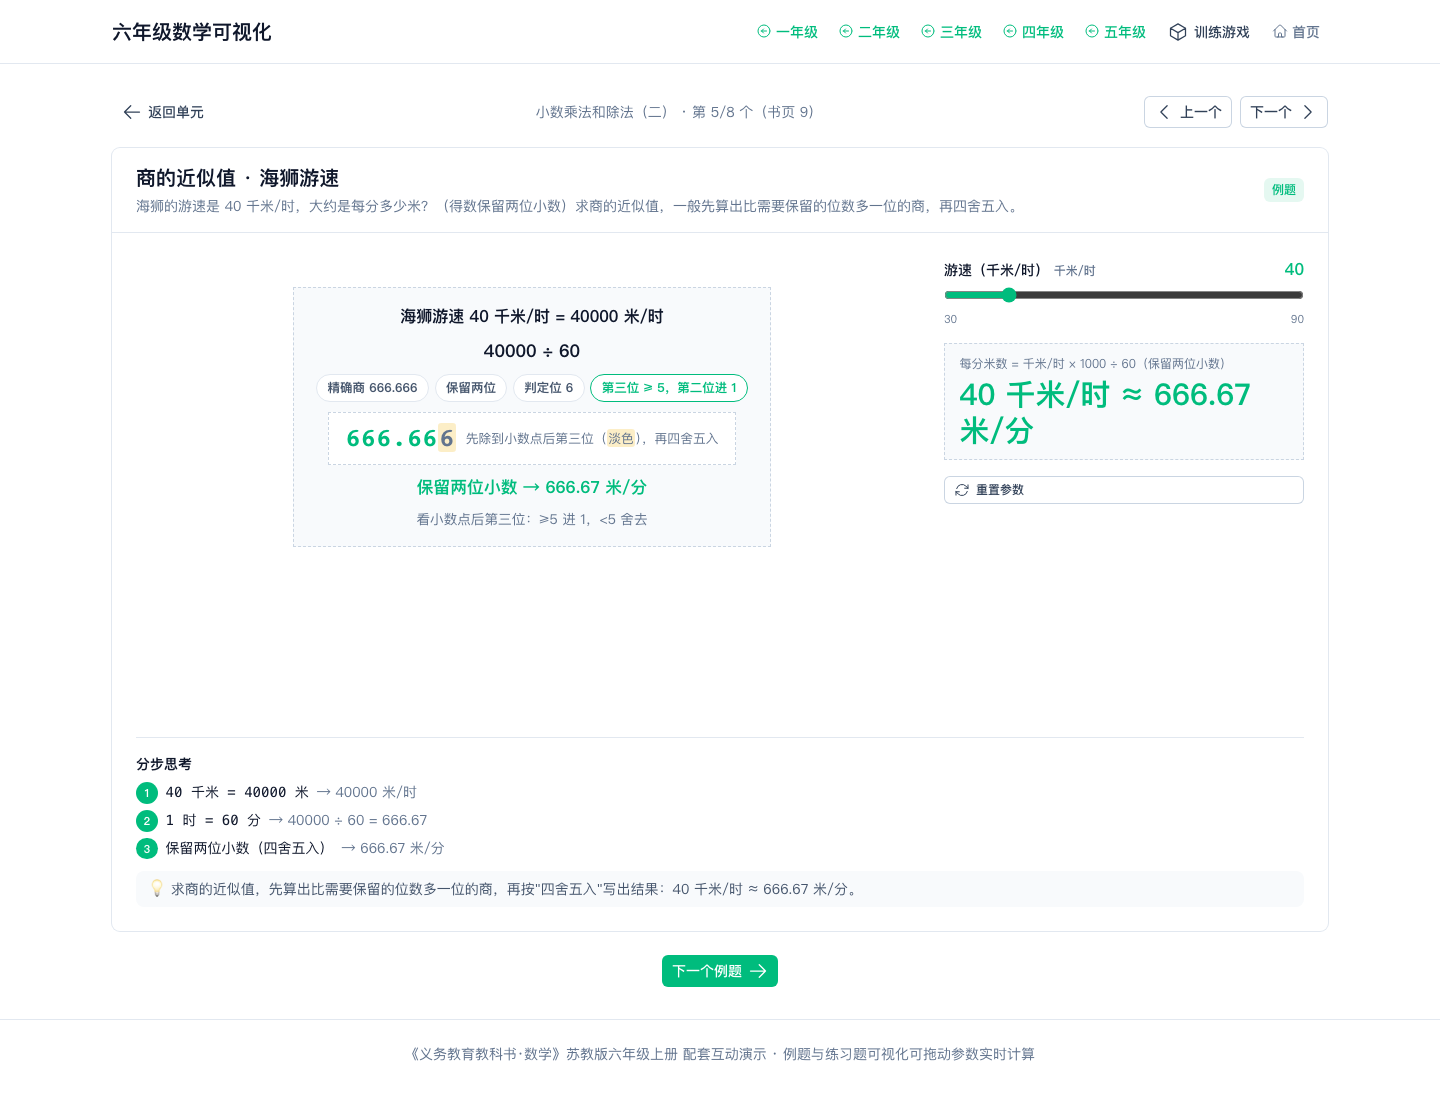 六年级数学可视化
一年级 二年级 三年级 四年级 五年级 训练游戏 首页
返回单元
小数乘法和除法（二） · 第 5/8 个（书页 9）
上一个 下一个
商的近似值 · 海狮游速
海狮的游速是 40 千米/时，大约是每分多少米？（得数保留两位小数）求商的近似值，一般先算出比需要保留的位数多一位的商，再四舍五入。
例题
海狮游速 40 千米/时 = 40000 米/时
40000 ÷ 60
精确商 666.666 保留两位 判定位 6 第三位 ≥ 5，第二位进 1
666.666 先除到小数点后第三位（淡色），再四舍五入
保留两位小数 → 666.67 米/分
看小数点后第三位：≥5 进 1，<5 舍去
游速（千米/时） 千米/时 40
30 90
每分米数 = 千米/时 × 1000 ÷ 60（保留两位小数）
40 千米/时 ≈ 666.67
米/分
重置参数
分步思考
1 40 千米 = 40000 米 → 40000 米/时
2 1 时 = 60 分 → 40000 ÷ 60 = 666.67
3 保留两位小数（四舍五入） → 666.67 米/分
💡 求商的近似值，先算出比需要保留的位数多一位的商，再按"四舍五入"写出结果：40 千米/时 ≈ 666.67 米/分。
下一个例题
《义务教育教科书·数学》苏教版六年级上册 配套互动演示 · 例题与练习题可视化可拖动参数实时计算